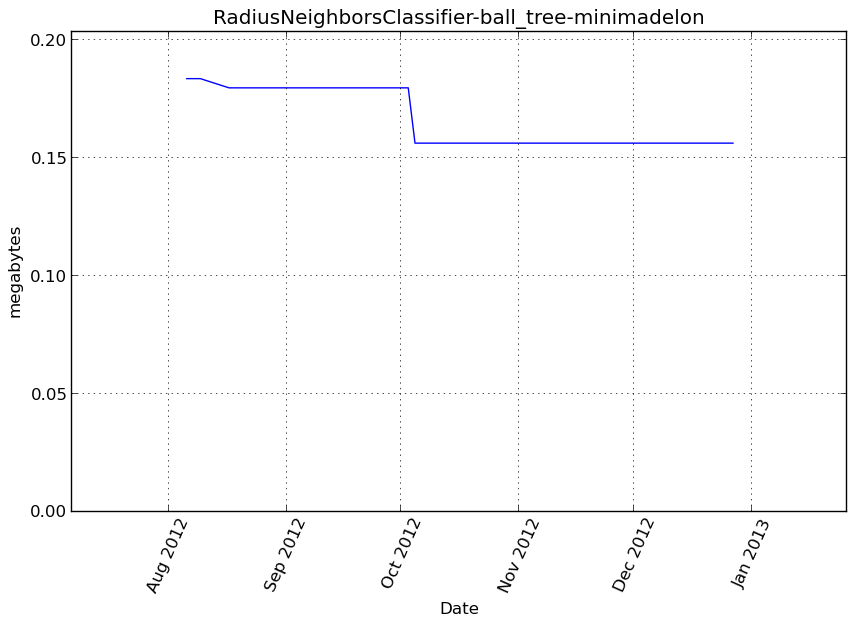 RadiusNeighborsClassifier-ball_tree-minimadelon
0.20
0.15
0.10
0.05
0.00
megabytes
Aug 2012
Sep 2012
Oct 2012
Nov 2012
Dec 2012
Jan 2013
Date